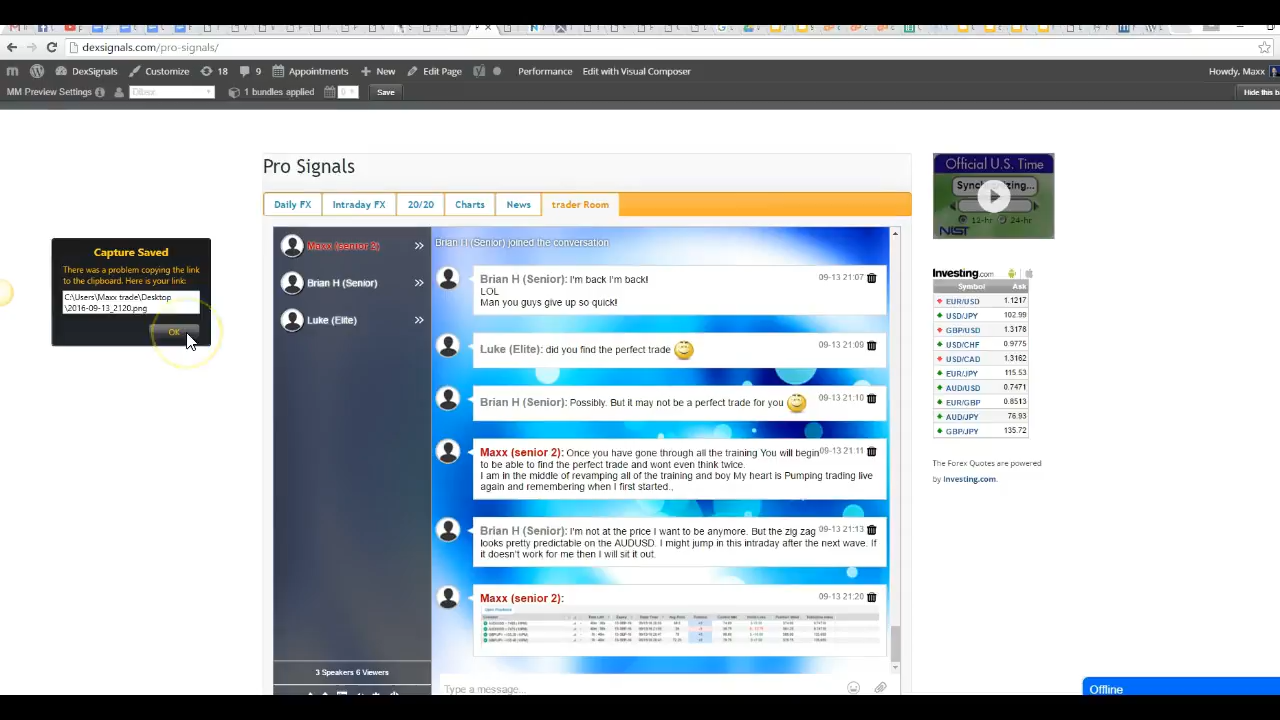 dexsignals.com/pro-signals/
DexSignals Customize 18 9 Appointments New Edit Page Performance Edit with Visual Composer Howdy, Maxx
MM Preview Settings Ditexx 1 bundles applied 0 Save Hide this ba
Pro Signals
Daily FX Intraday FX 20/20 Charts News trader Room
Maxx (senior 2)
Brian H (Senior)
Luke (Elite)
3 Speakers 6 Viewers
Brian H (Senior) joined the conversation
Brian H (Senior): I'm back I'm back! 09-13 21:07
LOL
Man you guys give up so quick!
Luke (Elite): did you find the perfect trade 09-13 21:09
Brian H (Senior): Possibly. But it may not be a perfect trade for you 09-13 21:10
Maxx (senior 2): Once you have gone through all the training You will begin 09-13 21:11
to be able to find the perfect trade and wont even think twice.
I am in the middle of revamping all of the training and boy My heart is Pumping trading live
again and remembering when I first started.,
Brian H (Senior): I'm not at the price I want to be anymore. But the zig zag 09-13 21:13
looks pretty predictable on the AUDUSD. I might jump in this intraday after the next wave. If
it doesn't work for me then I will sit it out.
Maxx (senior 2): 09-13 21:20
Type a message...
Capture Saved
There was a problem copying the link
to the clipboard. Here is your link:
C:\Users\Maxx trade\Desktop
\2016-09-13_2120.png
OK
Official U.S. Time
Synchronizing...
12-hr 24-hr
NIST
Investing.com
Symbol Ask
EUR/USD 1.1217
USD/JPY 102.99
GBP/USD 1.3178
USD/CHF 0.9775
USD/CAD 1.3162
EUR/JPY 115.53
AUD/USD 0.7471
EUR/GBP 0.8513
AUD/JPY 76.93
GBP/JPY 135.72
The Forex Quotes are powered
by Investing.com.
Offline